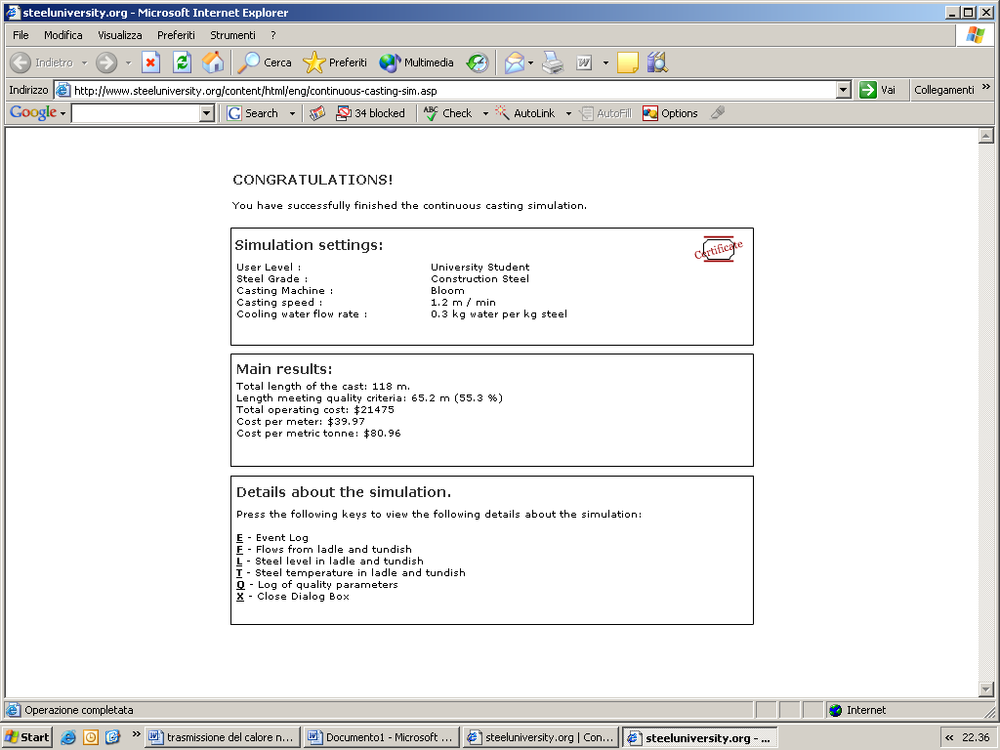 steeluniversity.org - Microsoft Internet Explorer
File Modifica Visualizza Preferiti Strumenti ?
Indietro Cerca Preferiti Multimedia
Indirizzo http://www.steeluniversity.org/content/html/eng/continuous-casting-sim.asp Vai Collegamenti »
Google Search 34 blocked ABC Check AutoLink AutoFill Options
CONGRATULATIONS!
You have successfully finished the continuous casting simulation.
Simulation settings:
Certificate
User Level : University Student
Steel Grade : Construction Steel
Casting Machine : Bloom
Casting speed : 1.2 m / min
Cooling water flow rate : 0.3 kg water per kg steel
Main results:
Total length of the cast: 118 m.
Length meeting quality criteria: 65.2 m (55.3 %)
Total operating cost: $21475
Cost per meter: $39.97
Cost per metric tonne: $80.96
Details about the simulation.
Press the following keys to view the following details about the simulation:
E - Event Log
F - Flows from ladle and tundish
L - Steel level in ladle and tundish
T - Steel temperature in ladle and tundish
Q - Log of quality parameters
X - Close Dialog Box
Operazione completata Internet
Start » trasmissione del calore n... Documento1 - Microsoft ... steeluniversity.org | Con... steeluniversity.org - ... « 22.36